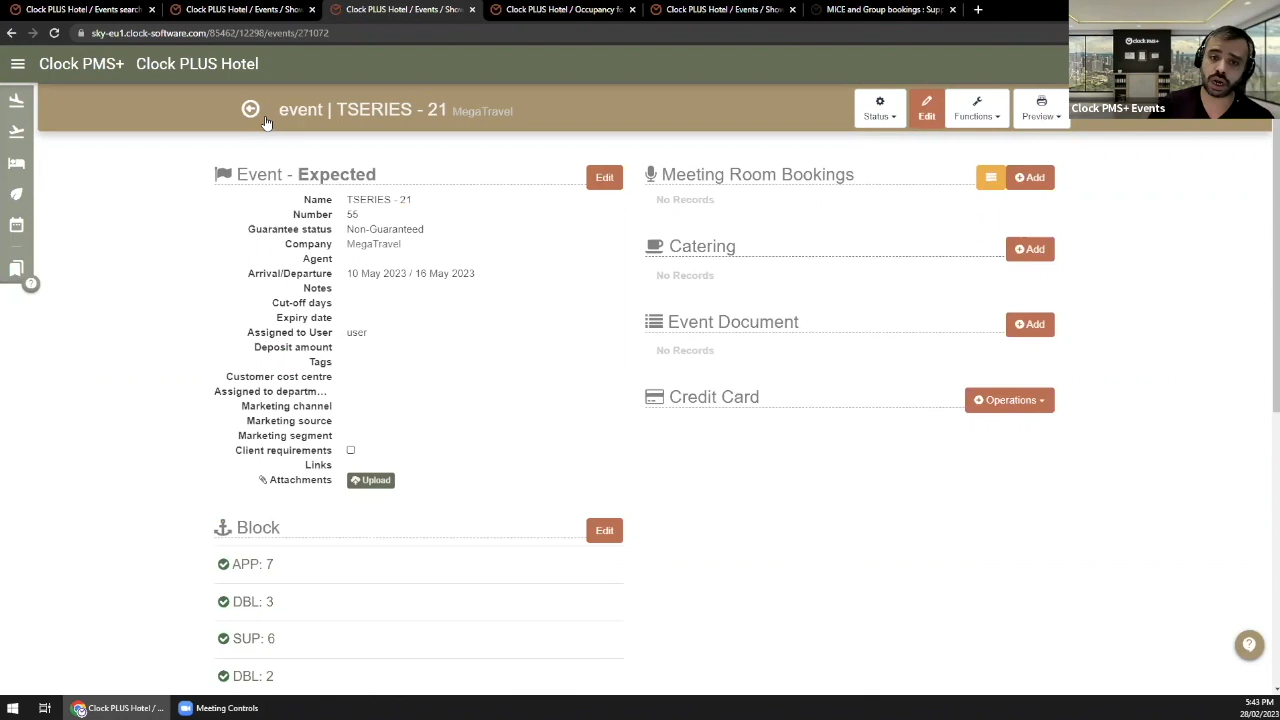 Clock PLUS Hotel / Events search
Clock PLUS Hotel / Events / Show
Clock PLUS Hotel / Events / Show
Clock PLUS Hotel / Occupancy fo
Clock PLUS Hotel / Events / Show
MICE and Group bookings : Supp
sky-eu1.clock-software.com/85462/12298/events/271072
Clock PMS+ Clock PLUS Hotel
Clock PMS+
Clock PMS+ Events
event | TSERIES - 21 MegaTravel
Status
Edit
Functions
Preview
Event - Expected
Edit
Name TSERIES - 21
Number 55
Guarantee status Non-Guaranteed
Company MegaTravel
Agent
Arrival/Departure 10 May 2023 / 16 May 2023
Notes
Cut-off days
Expiry date
Assigned to User user
Deposit amount
Tags
Customer cost centre
Assigned to departm...
Marketing channel
Marketing source
Marketing segment
Client requirements
Links
Attachments Upload
Block
Edit
APP: 7
DBL: 3
SUP: 6
DBL: 2
Meeting Room Bookings
Add
No Records
Catering
Add
No Records
Event Document
Add
No Records
Credit Card
Operations
Clock PLUS Hotel / ...
Meeting Controls
5:43 PM
28/02/2023